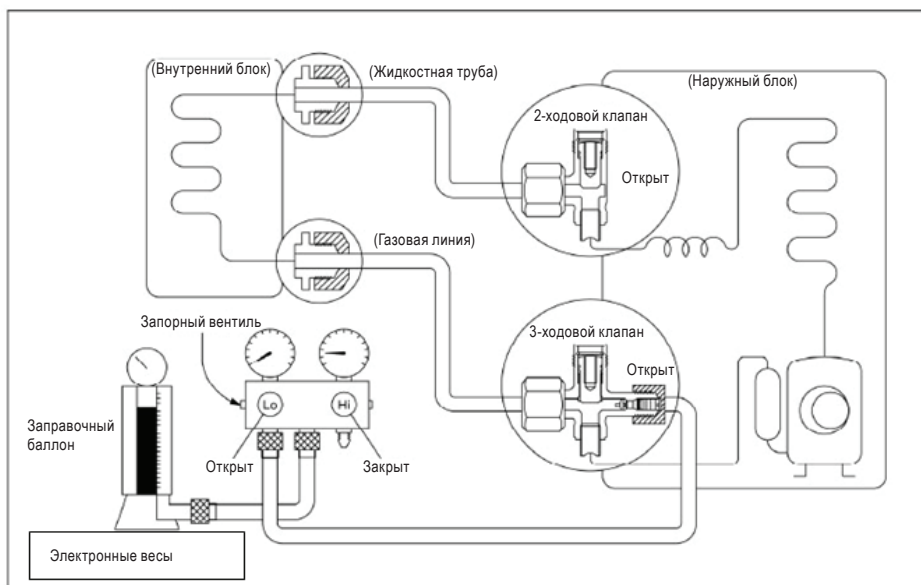 (Внутренний блок)
(Жидкостная труба)
(Наружный блок)
2-ходовой клапан
Открыт
(Газовая линия)
Запорный вентиль
3-ходовой клапан
Открыт
Lo
Hi
Заправочный
баллон
Открыт
Закрыт
Электронные весы